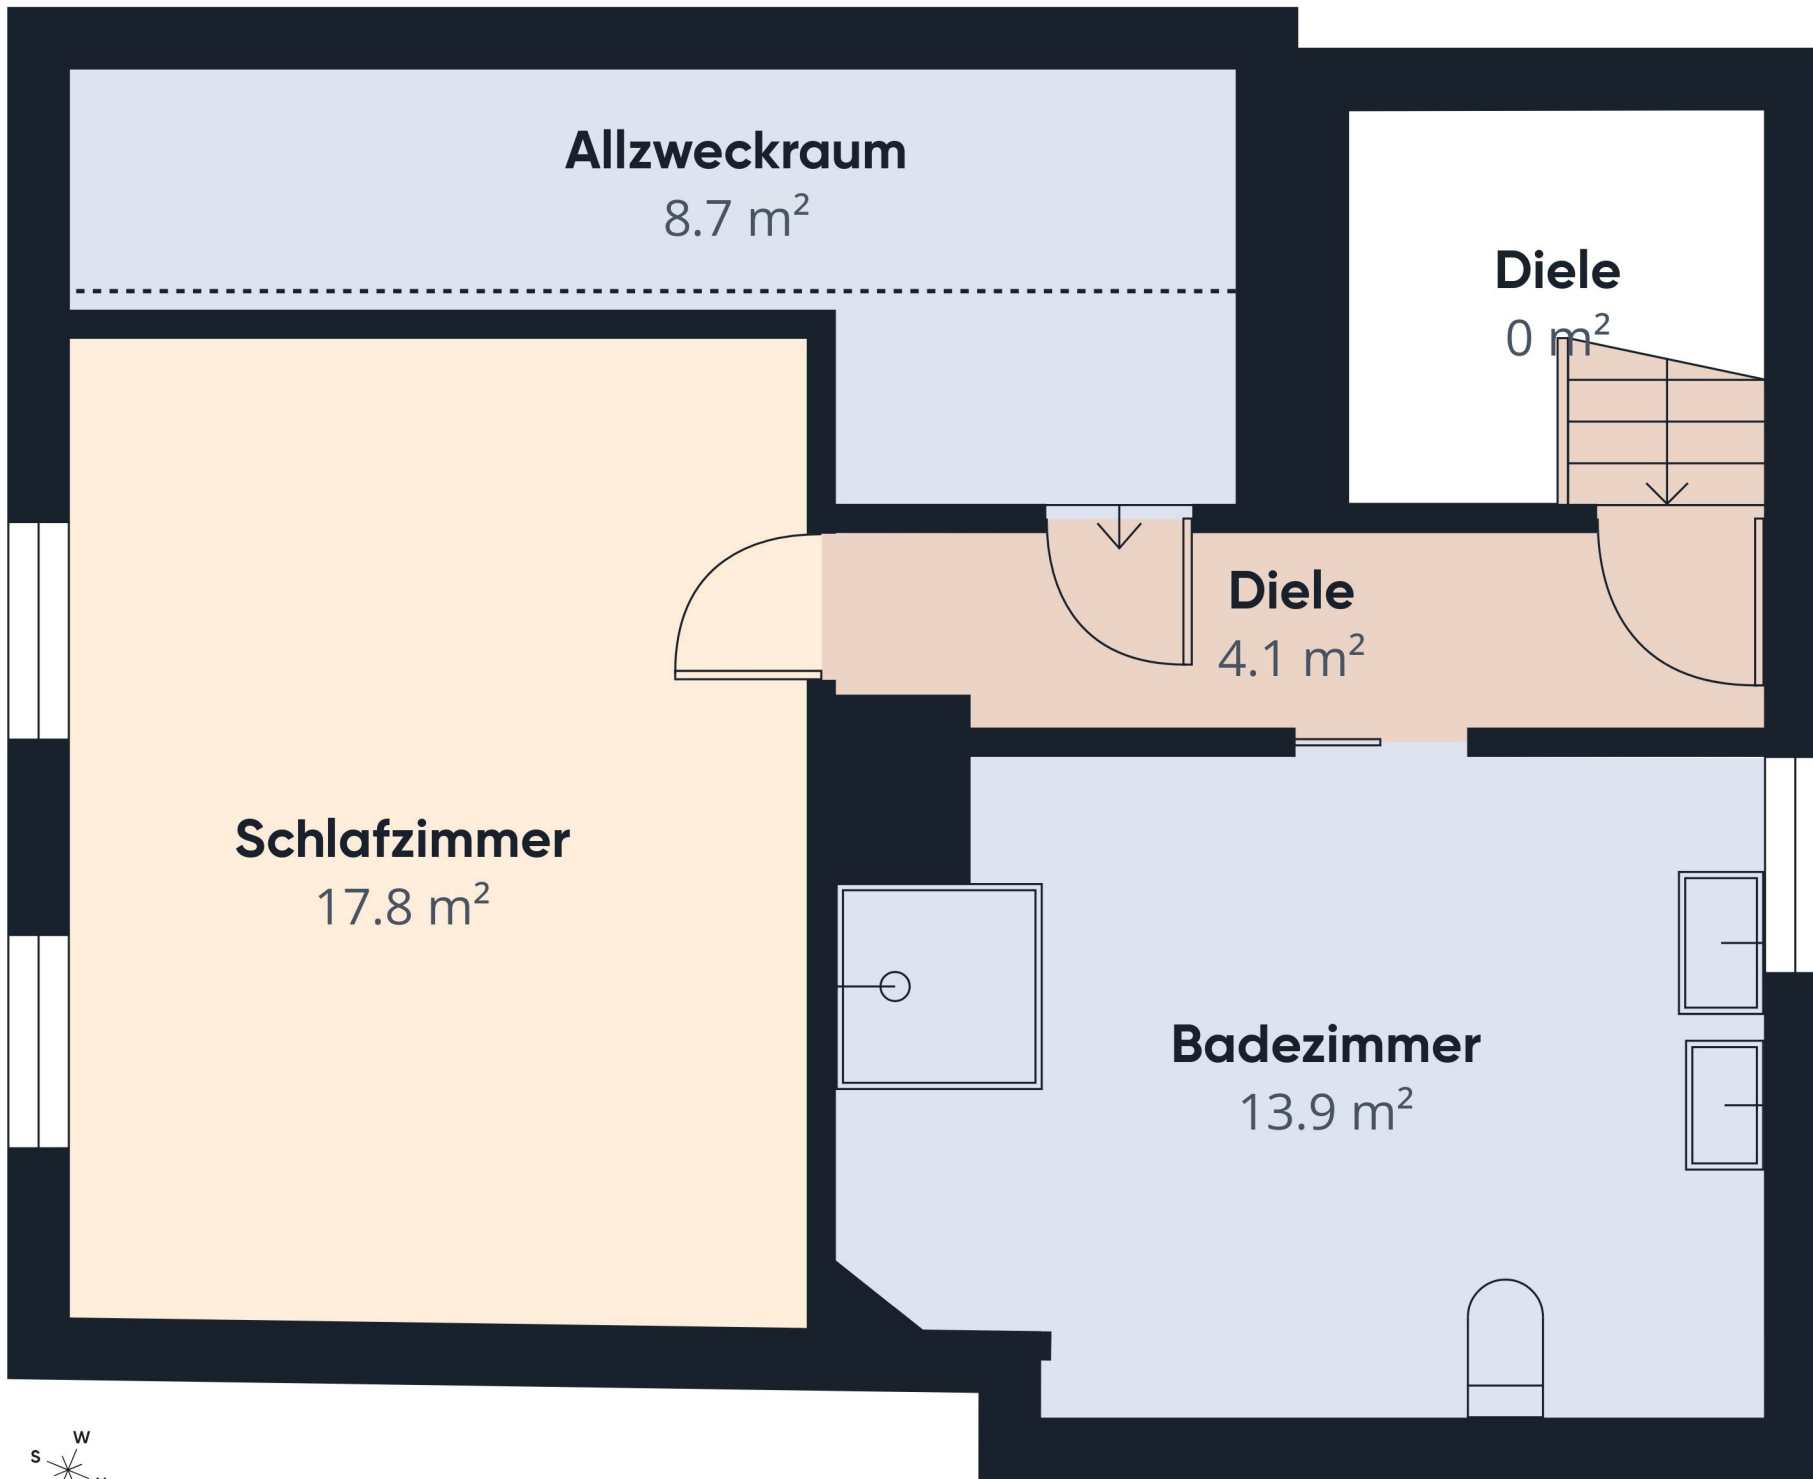 Allzweckraum
8.7 m²
Diele
0 m²
Diele
4.1 m²
Schlafzimmer
17.8 m²
Badezimmer
13.9 m²
W
S